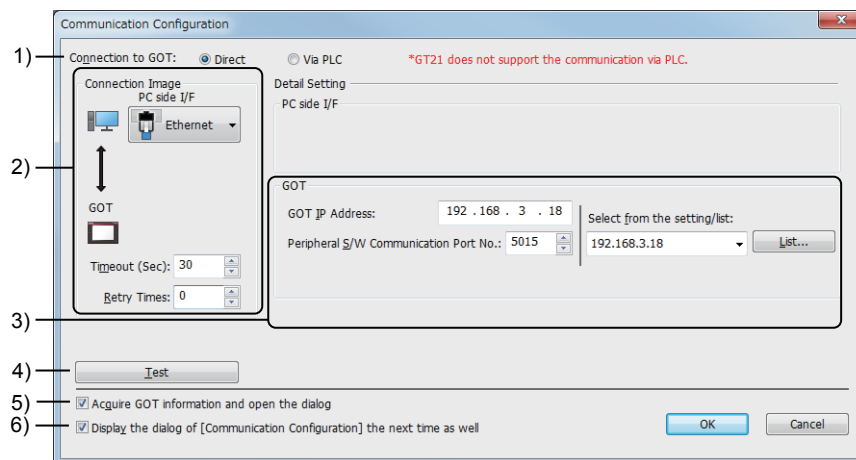 Communication Configuration
1) Connection to GOT: Direct Via PLC *GT21 does not support the communication via PLC.
Connection Image Detail Setting
PC side I/F PC side I/F
Ethernet
2)
GOT
GOT GOT IP Address: 192 . 168 . 3 . 18 Select from the setting/list:
Peripheral S/W Communication Port No.: 5015 192.168.3.18 List...
Timeout (Sec): 30
Retry Times: 0
3)
4) Test
5) Acquire GOT information and open the dialog
6) Display the dialog of [Communication Configuration] the next time as well OK Cancel